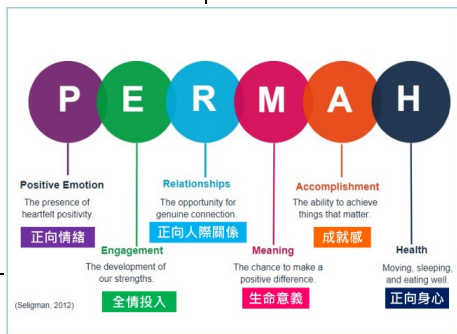 P E R M A H
Positive Emotion
The presence of
heartfelt positivity.
正向情緒
Engagement
The development of
our strengths.
全情投入
Relationships
The opportunity for
genuine connection.
正向人際關係
Meaning
The chance to make a
positive difference.
生命意義
Accomplishment
The ability to achieve
things that matter.
成就感
Health
Moving, sleeping,
and eating well.
正向身心
(Seligman, 2012)